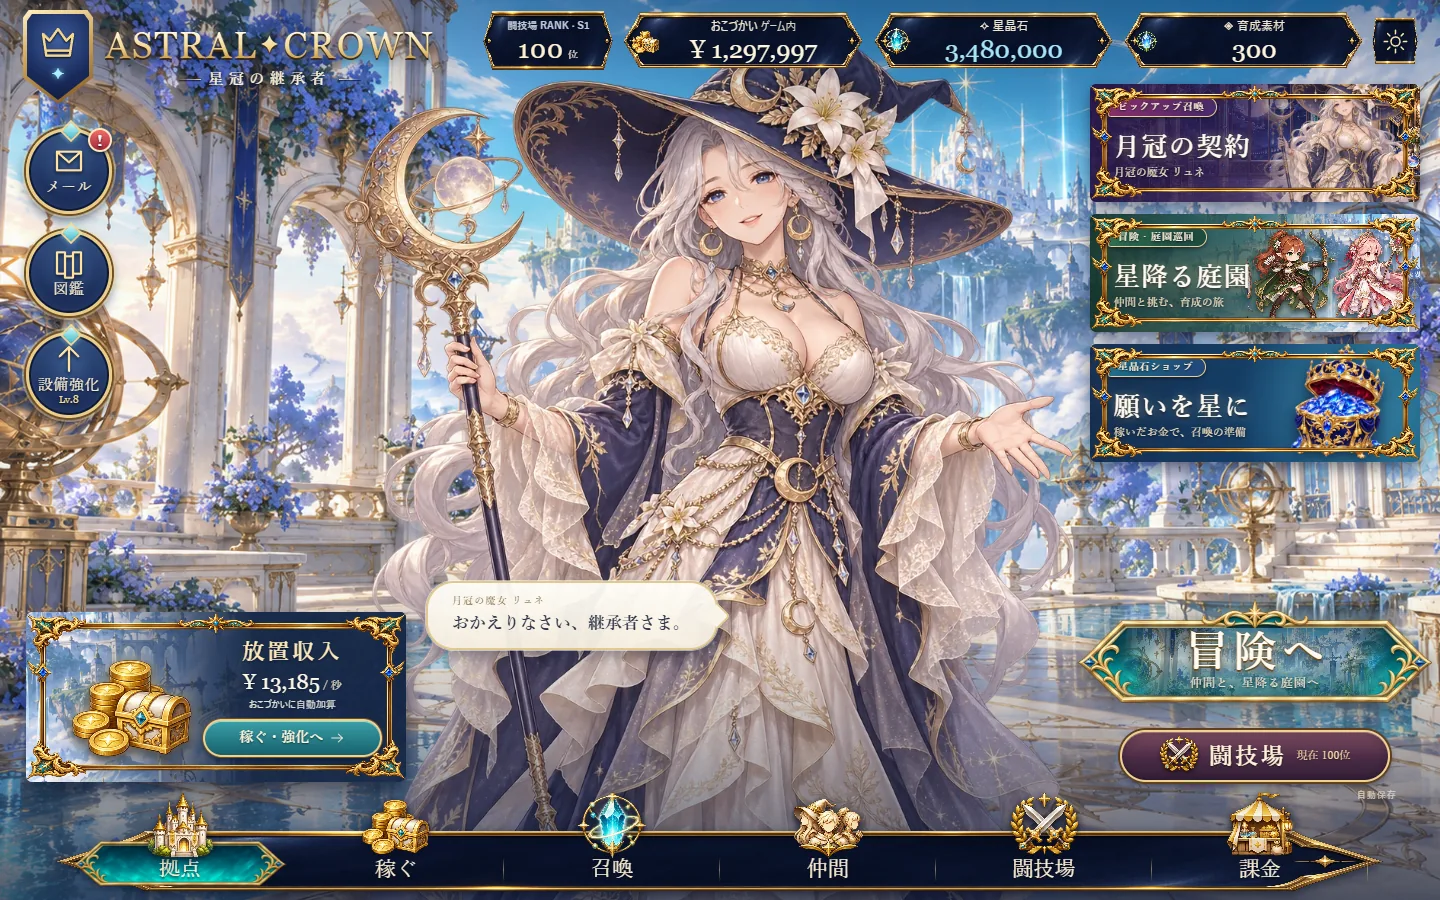 ASTRAL✦CROWN
星冠の継承者
闘技場 RANK · S1
100 位
おこづかい ゲーム内
¥ 1,297,997
✧ 星晶石
3,480,000
◈ 育成素材
300
!
メール
図鑑
設備強化
Lv.8
ピックアップ召喚
月冠の契約
月冠の魔女 リュネ
冒険・庭園巡回
星降る庭園
仲間と挑む、育成の旅
星晶石ショップ
願いを星に
稼いだお金で、召喚の準備
月冠の魔女 リュネ
おかえりなさい、継承者さま。
放置収入
¥ 13,185 / 秒
おこづかいに自動加算
稼ぐ・強化へ →
冒険へ
仲間と、星降る庭園へ
闘技場 現在 100位
自動保存
拠点
稼ぐ
召喚
仲間
闘技場
課金